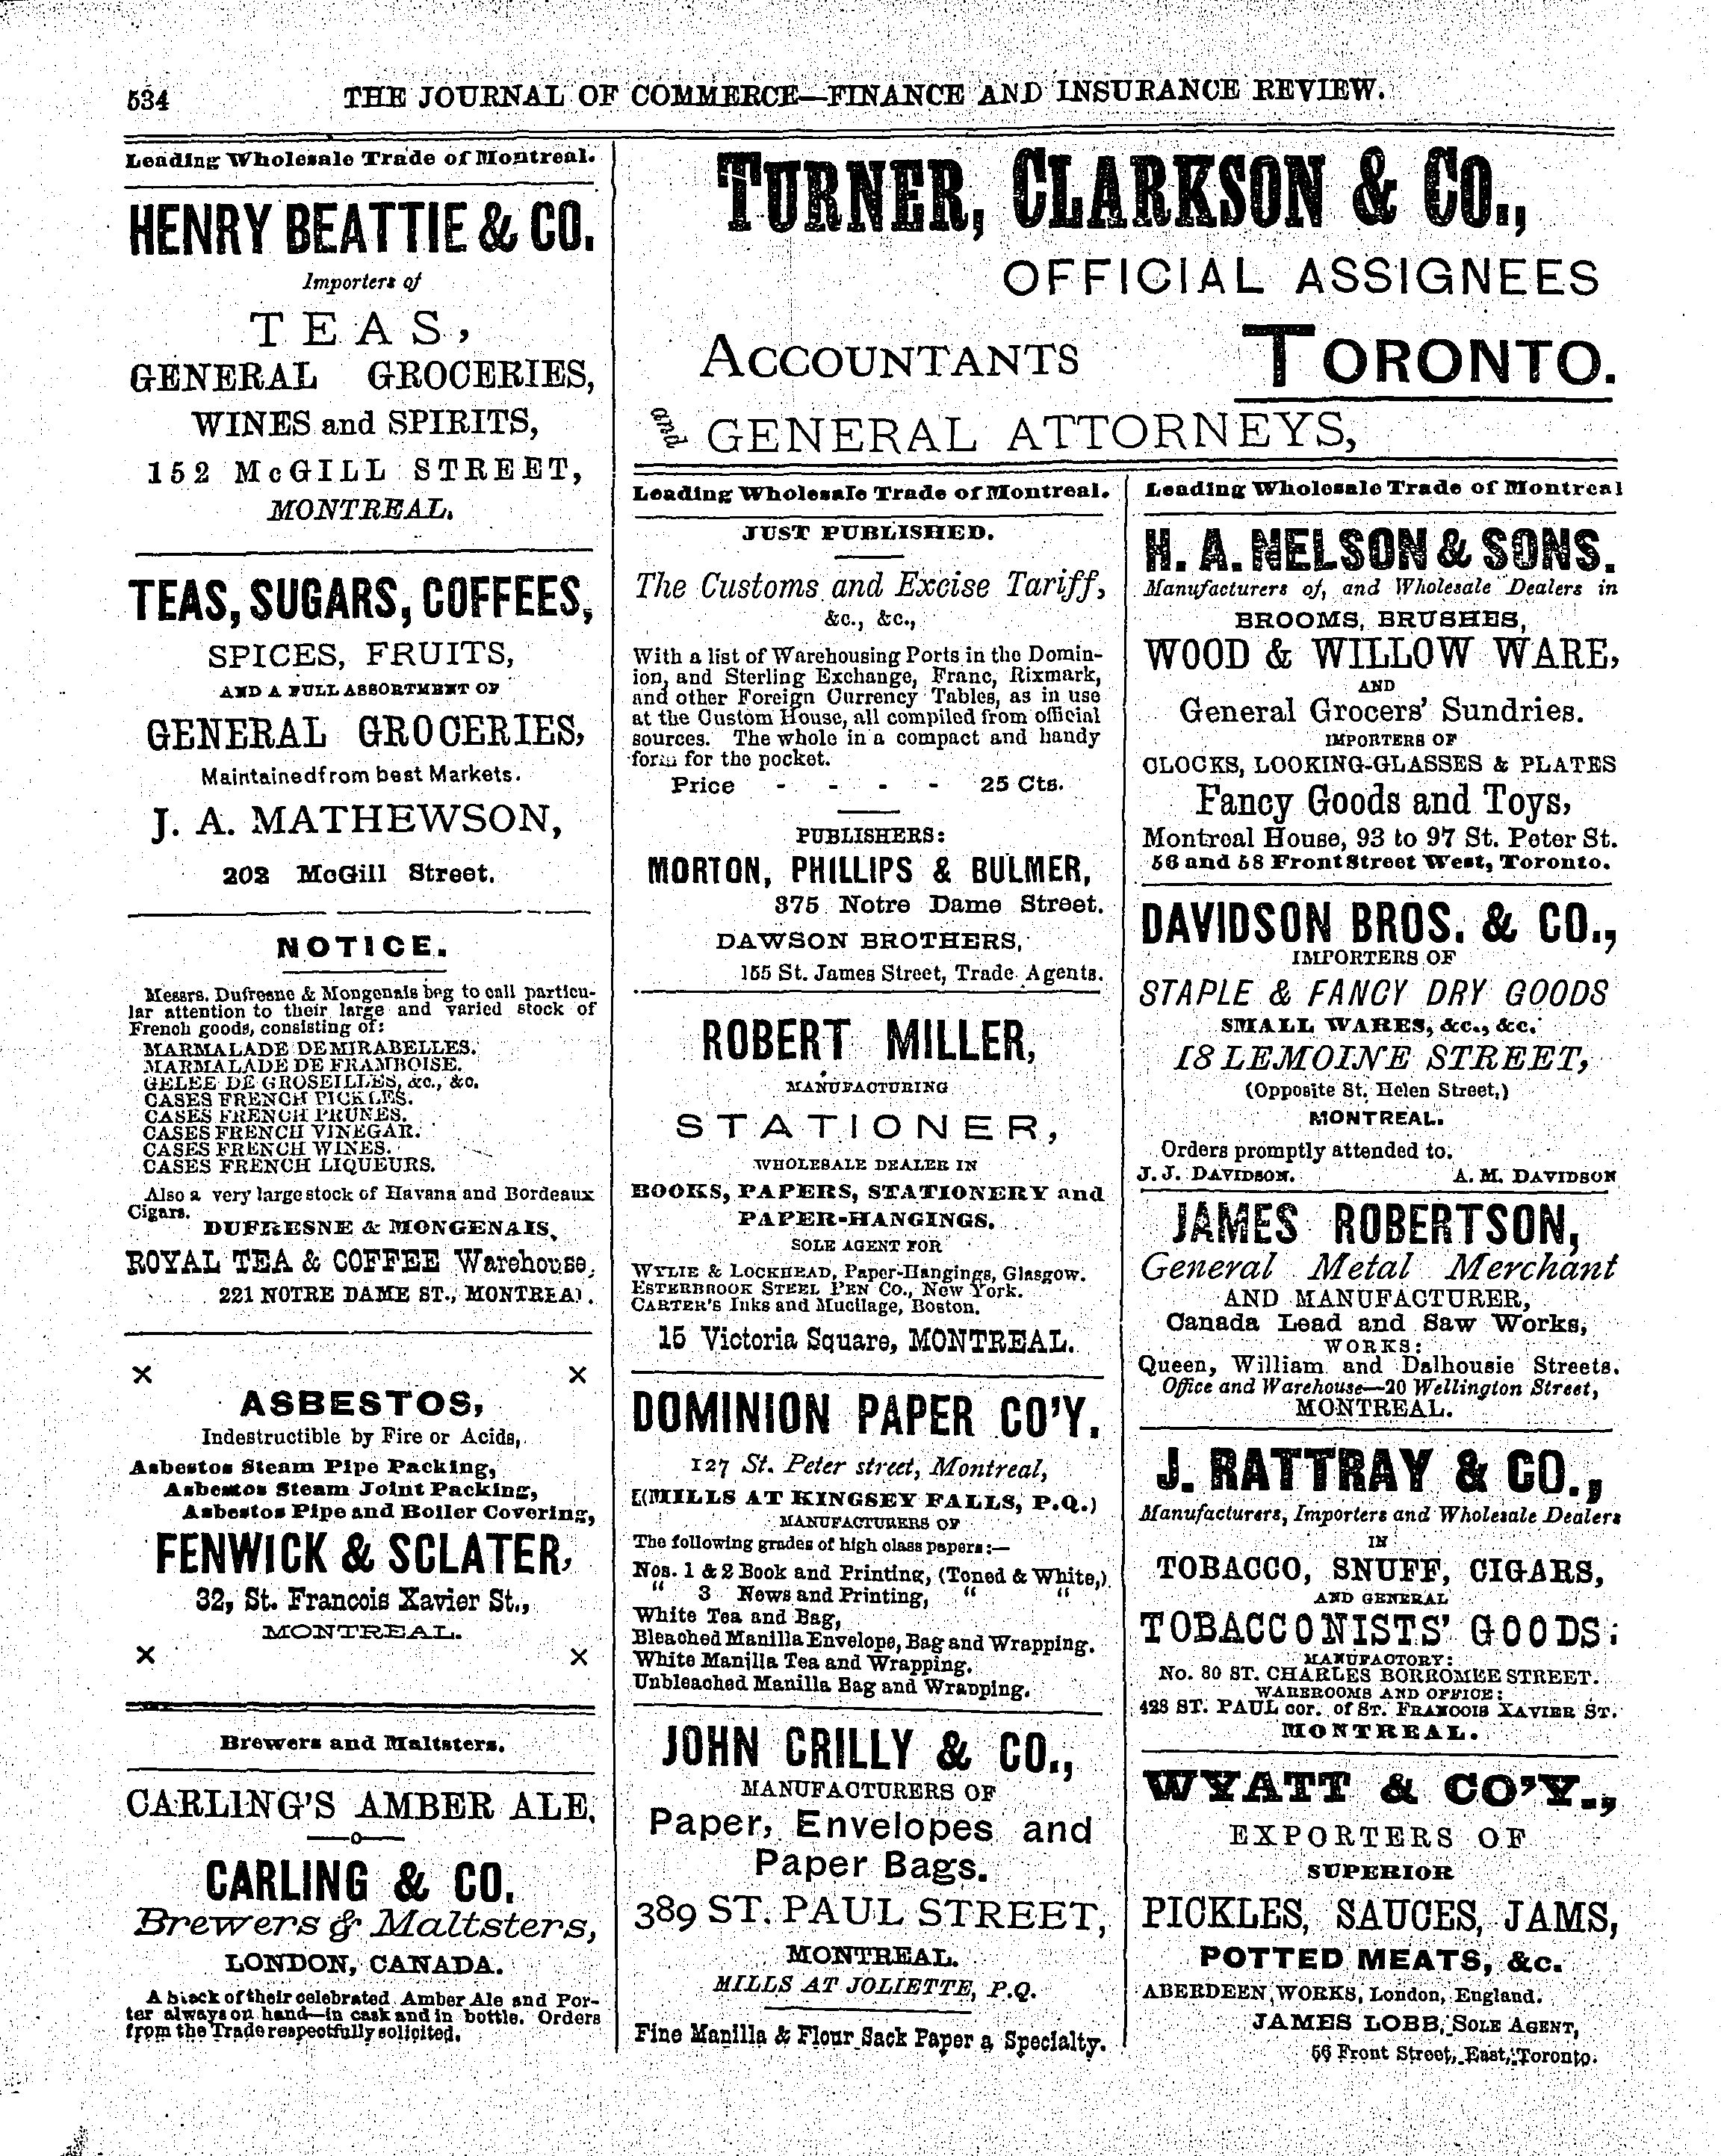 534
THE JOURNAL OF COMMERCE—FINANCE AND INSURANCE REVIEW.
Leading Wholesale Trade of Montreal.
HENRY BEATTIE & CO.
Importers of
TEAS,
GENERAL GROCERIES,
WINES and SPIRITS,
152 McGILL STREET,
MONTREAL.
TEAS, SUGARS, COFFEES,
SPICES, FRUITS,
AND A FULL ASSORTMENT OF
GENERAL GROCERIES,
Maintainedfrom best Markets.
J. A. MATHEWSON,
202 McGill Street.
NOTICE.
Messrs. Dufresne & Mongenais beg to call particu-
lar attention to their large and varied stock of
French goods, consisting of:
MARMALADE DE MIRABELLES.
MARMALADE DE FRAMBOISE.
GELEE DE GROSEILLES, &c., &c.
CASES FRENCH PICKLES.
CASES FRENCH PRUNES.
CASES FRENCH VINEGAR.
CASES FRENCH WINES.
CASES FRENCH LIQUEURS.
Also a very large stock of Havana and Bordeaux
Cigars.
DUFRESNE & MONGENAIS,
ROYAL TEA & COFFEE Warehouse,
221 NOTRE DAME ST., MONTREAL.
× ×
ASBESTOS,
Indestructible by Fire or Acids,
Asbestos Steam Pipe Packing,
Asbestos Steam Joint Packing,
Asbestos Pipe and Boiler Covering,
FENWICK & SCLATER,
32, St. Francois Xavier St.,
MONTREAL.
× ×
Brewers and Maltsters.
CARLING'S AMBER ALE.
—o—
CARLING & CO.
Brewers & Maltsters,
LONDON, CANADA.
A stock of their celebrated Amber Ale and Por-
ter always on hand—in cask and in bottle. Orders
from the Trade respectfully solicited.
TURNER, CLARKSON & CO.,
OFFICIAL ASSIGNEES
ACCOUNTANTS TORONTO.
and GENERAL ATTORNEYS,
Leading Wholesale Trade of Montreal.
JUST PUBLISHED.
The Customs and Excise Tariff,
&c., &c.,
With a list of Warehousing Ports in the Domin-
ion, and Sterling Exchange, Franc, Rixmark,
and other Foreign Currency Tables, as in use
at the Custom House, all compiled from official
sources. The whole in a compact and handy
form for the pocket.
Price - - - - 25 Cts.
PUBLISHERS:
MORTON, PHILLIPS & BULMER,
375 Notre Dame Street.
DAWSON BROTHERS,
155 St. James Street, Trade Agents.
ROBERT MILLER,
MANUFACTURING
STATIONER,
WHOLESALE DEALER IN
BOOKS, PAPERS, STATIONERY and
PAPER-HANGINGS.
SOLE AGENT FOR
WYLIE & LOCKHEAD, Paper-Hangings, Glasgow.
ESTERBROOK STEEL PEN CO., New York.
CARTER'S Inks and Mucilage, Boston.
15 Victoria Square, MONTREAL.
DOMINION PAPER CO'Y.
127 St. Peter street, Montreal,
[(MILLS AT KINGSEY FALLS, P.Q.)
MANUFACTURERS OF
The following grades of high class papers:—
Nos. 1 & 2 Book and Printing, (Toned & White,)
" 3 News and Printing, " "
White Tea and Bag,
Bleached Manilla Envelope, Bag and Wrapping.
White Manilla Tea and Wrapping.
Unbleached Manilla Bag and Wrapping.
JOHN CRILLY & CO.,
MANUFACTURERS OF
Paper, Envelopes and
Paper Bags.
389 ST. PAUL STREET,
MONTREAL.
MILLS AT JOLIETTE, P.Q.
Fine Manilla & Flour Sack Paper a Specialty.
Leading Wholesale Trade of Montreal
H. A. NELSON & SONS.
Manufacturers of, and Wholesale Dealers in
BROOMS, BRUSHES,
WOOD & WILLOW WARE,
AND
General Grocers' Sundries.
IMPORTERS OF
CLOCKS, LOOKING-GLASSES & PLATES
Fancy Goods and Toys,
Montreal House, 93 to 97 St. Peter St.
56 and 58 Front Street West, Toronto.
DAVIDSON BROS. & CO.,
IMPORTERS OF
STAPLE & FANCY DRY GOODS
SMALL WARES, &c., &c.
18 LEMOINE STREET,
(Opposite St. Helen Street,)
MONTREAL.
Orders promptly attended to.
J. J. DAVIDSON. A. M. DAVIDSON
JAMES ROBERTSON,
General Metal Merchant
AND MANUFACTURER,
Canada Lead and Saw Works,
WORKS:
Queen, William and Dalhousie Streets.
Office and Warehouse—20 Wellington Street,
MONTREAL.
J. RATTRAY & CO.,
Manufacturers, Importers and Wholesale Dealers
IN
TOBACCO, SNUFF, CIGARS,
AND GENERAL
TOBACCONISTS' GOODS:
MANUFACTORY:
No. 80 ST. CHARLES BORROMEE STREET.
WAREROOMS AND OFFICE:
428 ST. PAUL cor. of ST. FRANCOIS XAVIER ST.
MONTREAL.
WYATT & CO'Y.,
EXPORTERS OF
SUPERIOR
PICKLES, SAUCES, JAMS,
POTTED MEATS, &c.
ABERDEEN WORKS, London, England.
JAMES LOBB, SOLE AGENT,
56 Front Street, East, Toronto.